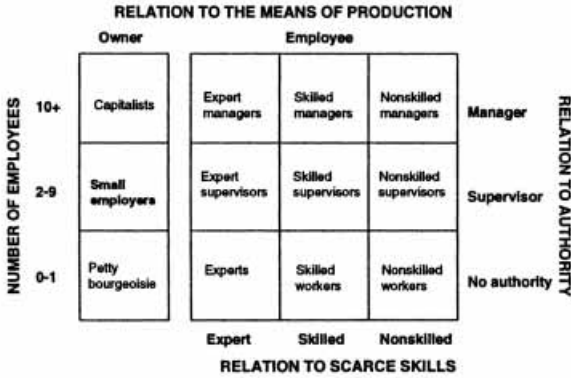 RELATION TO THE MEANS OF PRODUCTION
Owner
Employee
NUMBER OF EMPLOYEES
10+
Capitalists
Expert
managers
Skilled
managers
Nonskilled
managers
Manager
2-9
Small
employers
Expert
supervisors
Skilled
supervisors
Nonskilled
supervisors
Supervisor
0-1
Petty
bourgeoisie
Experts
Skilled
workers
Nonskilled
workers
No authority
RELATION TO AUTHORITY
Expert
Skilled
Nonskilled
RELATION TO SCARCE SKILLS